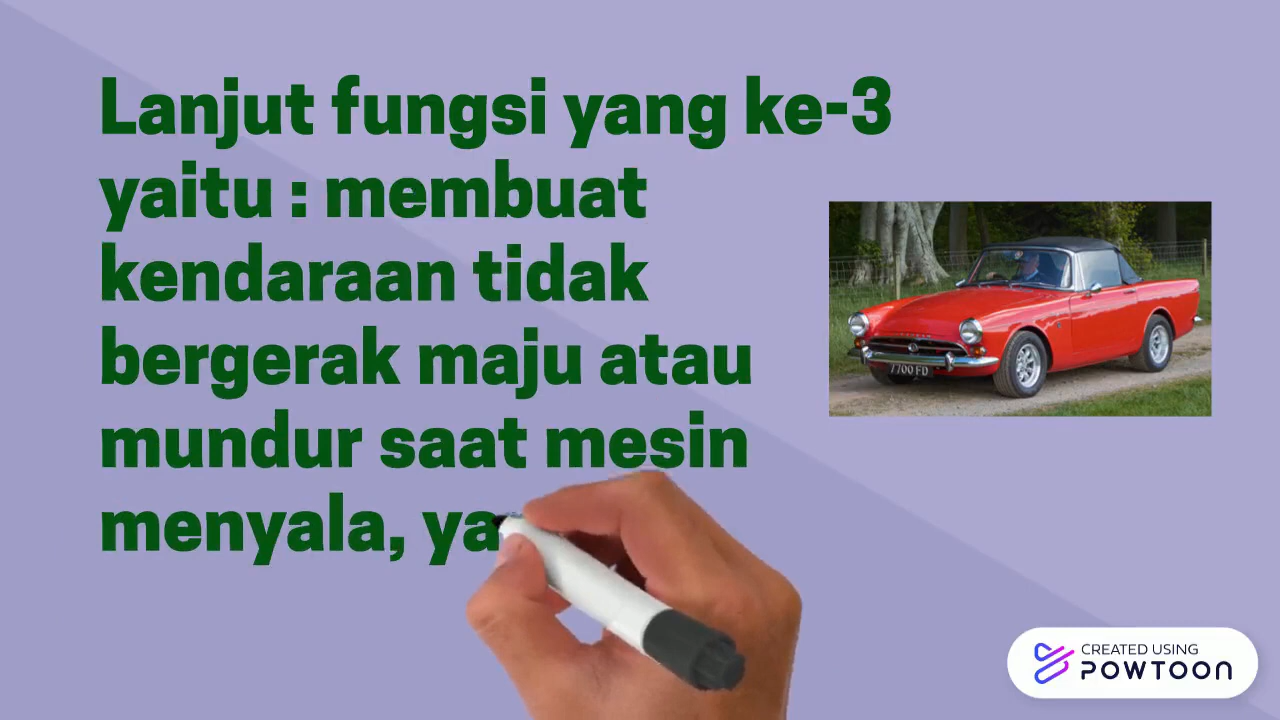 Lanjut fungsi yang ke-3
yaitu : membuat
kendaraan tidak
bergerak maju atau
mundur saat mesin
menyala, ya
7700 FD
CREATED USING
POWTOON